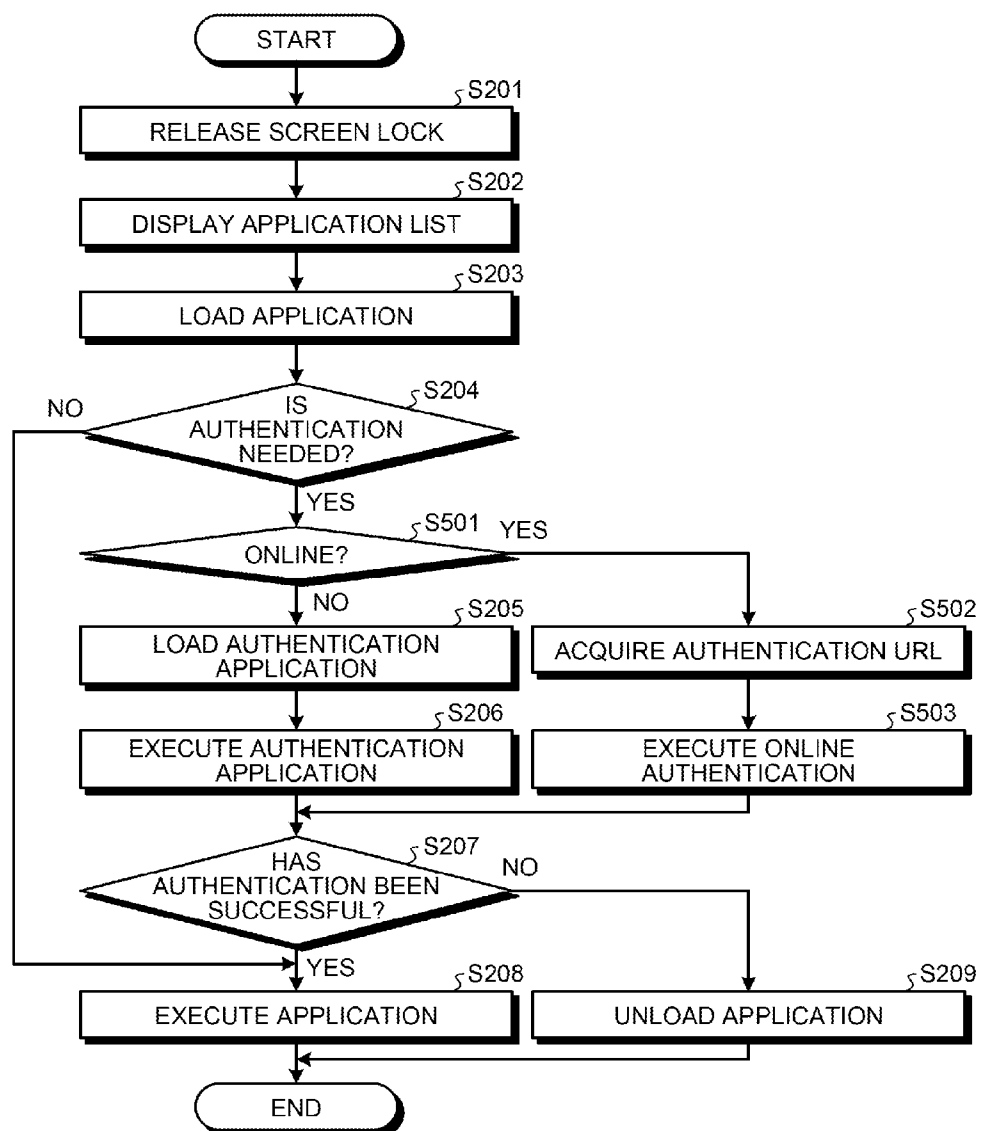 START
S201
RELEASE SCREEN LOCK
S202
DISPLAY APPLICATION LIST
S203
LOAD APPLICATION
S204
NO
IS
AUTHENTICATION
NEEDED?
YES
S501
YES
ONLINE?
NO
S205
LOAD AUTHENTICATION
APPLICATION
S502
ACQUIRE AUTHENTICATION URL
S206
EXECUTE AUTHENTICATION
APPLICATION
S503
EXECUTE ONLINE
AUTHENTICATION
S207
HAS
AUTHENTICATION BEEN
SUCCESSFUL?
NO
YES
S208
EXECUTE APPLICATION
S209
UNLOAD APPLICATION
END